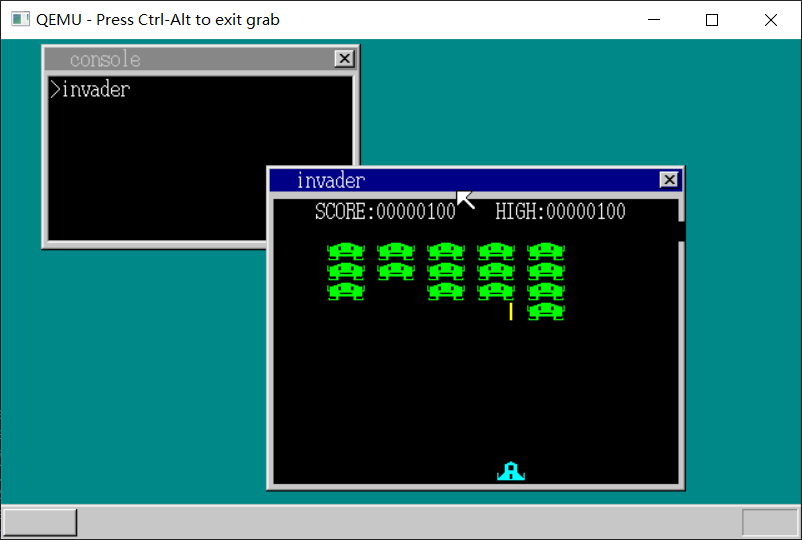 QEMU - Press Ctrl-Alt to exit grab
console
>invader
invader
SCORE:00000100 HIGH:00000100